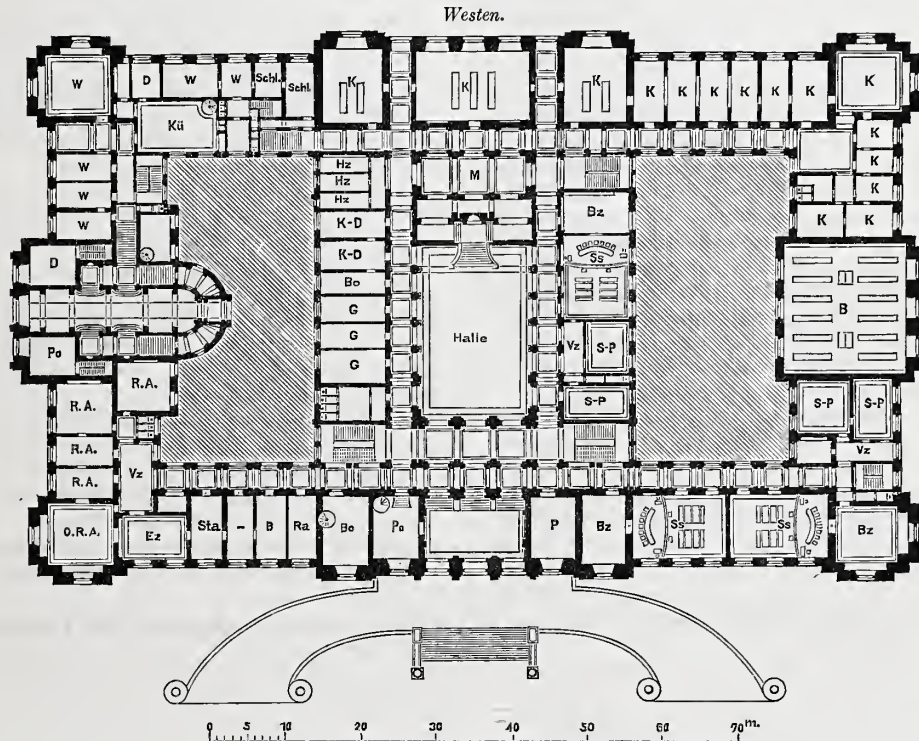 Westen.
W D W W Schl. Schl. K K K K K K K K K K
Kü
K
W Hz M K
W Hz K
W Hz Bz K K
K-D
D K-D Ss
Bo B
G Halle
Po G Vz S-P
R.A. G
R.A. S-P S-P S-P
R.A. Vz
R.A. Vz
O.R.A. Ez Sta. - B Ra Bo Po P Bz Ss Ss Bz
0 5 10 20 30 40 50 60 70 m.